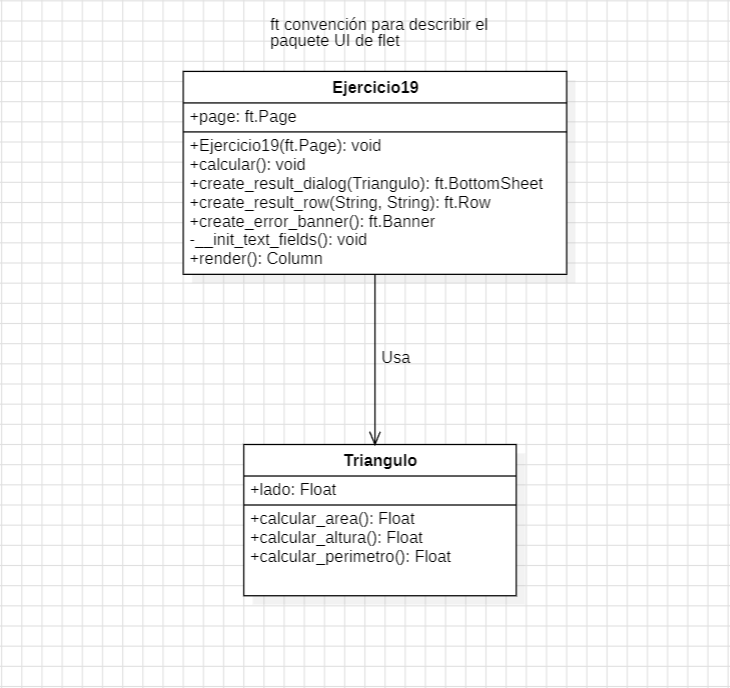 ft convención para describir el
paquete UI de flet
Ejercicio19
+page: ft.Page
+Ejercicio19(ft.Page): void
+calcular(): void
+create_result_dialog(Triangulo): ft.BottomSheet
+create_result_row(String, String): ft.Row
+create_error_banner(): ft.Banner
-__init_text_fields(): void
+render(): Column
Usa
Triangulo
+lado: Float
+calcular_area(): Float
+calcular_altura(): Float
+calcular_perimetro(): Float